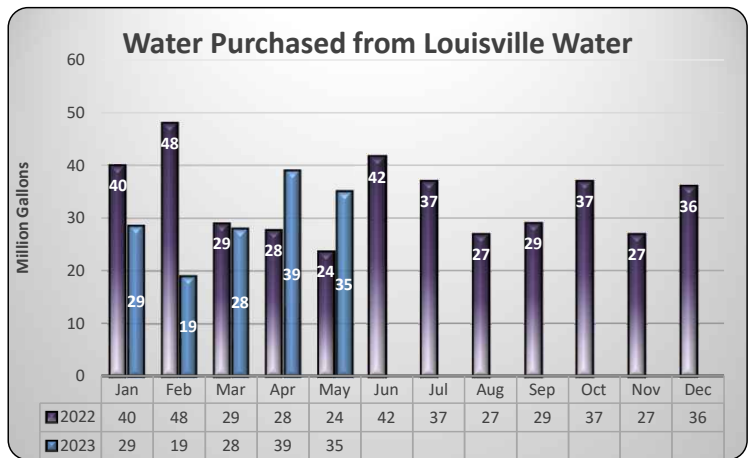 Water Purchased from Louisville Water
Million Gallons
60
50
40
30
20
10
0
40 48 29 28 24 42 37 27 29 37 27 36
29 19 28 39 35
Jan Feb Mar Apr May Jun Jul Aug Sep Oct Nov Dec
2022 40 48 29 28 24 42 37 27 29 37 27 36
2023 29 19 28 39 35